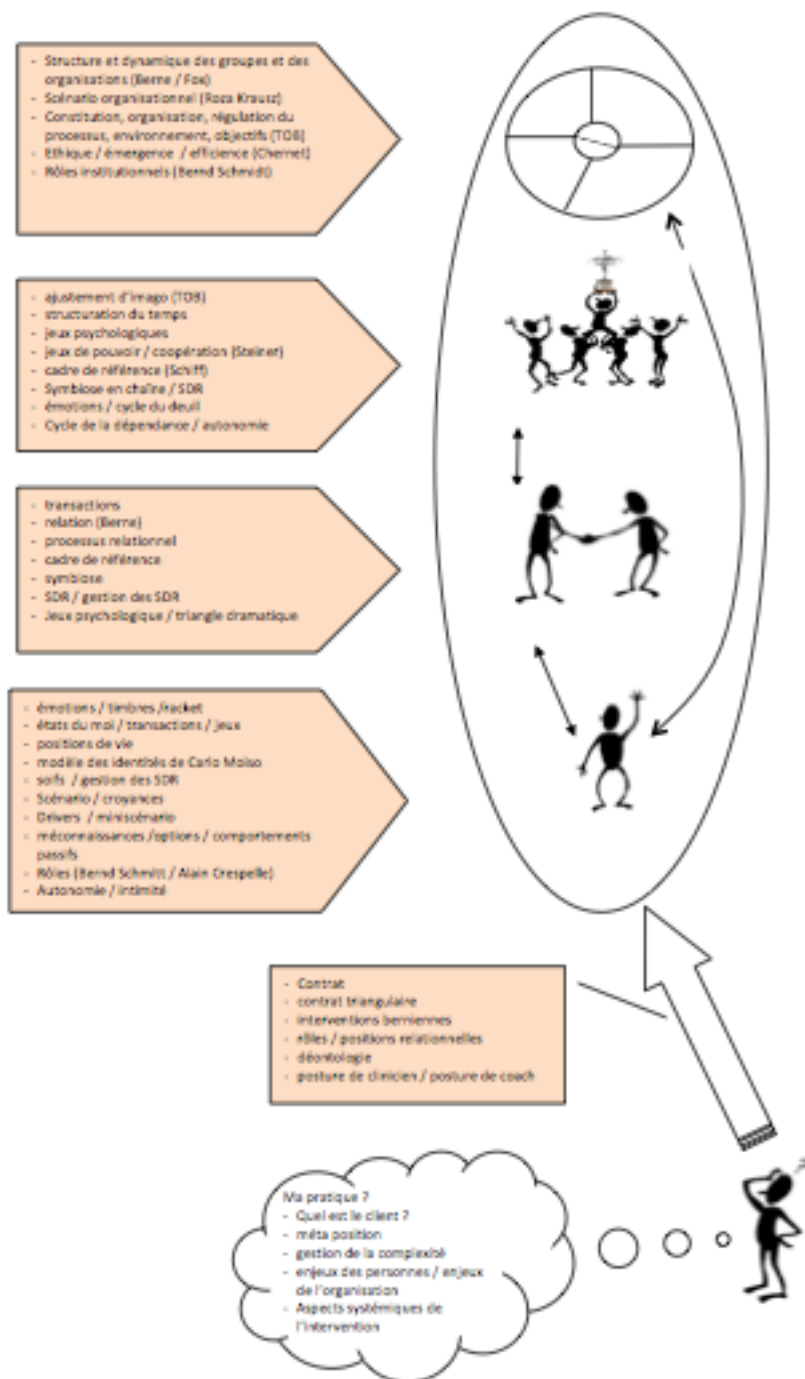 - Structure et dynamique des groupes et des
organisations (Berne / Fox)
- Scénario organisationnel (Roza Krausz)
- Constitution, organisation, régulation du
processus, environnement, objectifs (TOB)
- Ethique / émergence / efficience (Chernet)
- Rôles institutionnels (Bernd Schmidt)
- ajustement d'imago (TOB)
- structuration du temps
- jeux psychologiques
- jeux de pouvoir / coopération (Steiner)
- cadre de référence (Schiff)
- Symbiose en chaîne / SDR
- émotions / cycle du deuil
- Cycle de la dépendance / autonomie
- transactions
- relation (Berne)
- processus relationnel
- cadre de référence
- symbiose
- SDR / gestion des SDR
- Jeux psychologique / triangle dramatique
- émotions / timbres /racket
- états du moi / transactions / jeux
- positions de vie
- modèle des identités de Carlo Moiso
- soifs / gestion des SDR
- Scénario / croyances
- Drivers / miniscénario
- méconnaissances /options / comportements
passifs
- Rôles (Bernd Schmitt / Alain Crespelle)
- Autonomie / intimité
- Contrat
- contrat triangulaire
- interventions berniennes
- rôles / positions relationnelles
- déontologie
- posture de clinicien / posture de coach
Ma pratique ?
- Quel est le client ?
- méta position
- gestion de la complexité
- enjeux des personnes / enjeux
de l'organisation
- Aspects systémiques de
l'intervention